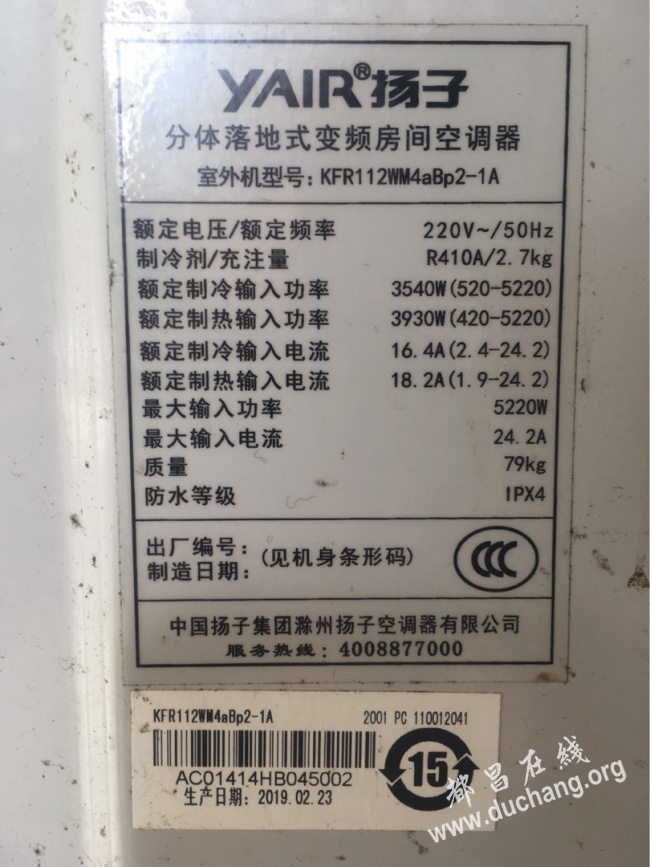 YAIR®扬子
分体落地式变频房间空调器
室外机型号：KFR112WM4aBp2-1A
额定电压/额定频率 220V~/50Hz
制冷剂/充注量 R410A/2.7kg
额定制冷输入功率 3540W(520-5220)
额定制热输入功率 3930W(420-5220)
额定制冷输入电流 16.4A(2.4-24.2)
额定制热输入电流 18.2A(1.9-24.2)
最大输入功率 5220W
最大输入电流 24.2A
质量 79kg
防水等级 IPX4
出厂编号：
制造日期：
(见机身条形码)
CCC
中国扬子集团滁州扬子空调器有限公司
服务热线：4008877000
KFR112WM4aBp2-1A 2001 PC 110012041
AC01414HB045002
生产日期：2019.02.23
15
都昌在線
www.duchang.org